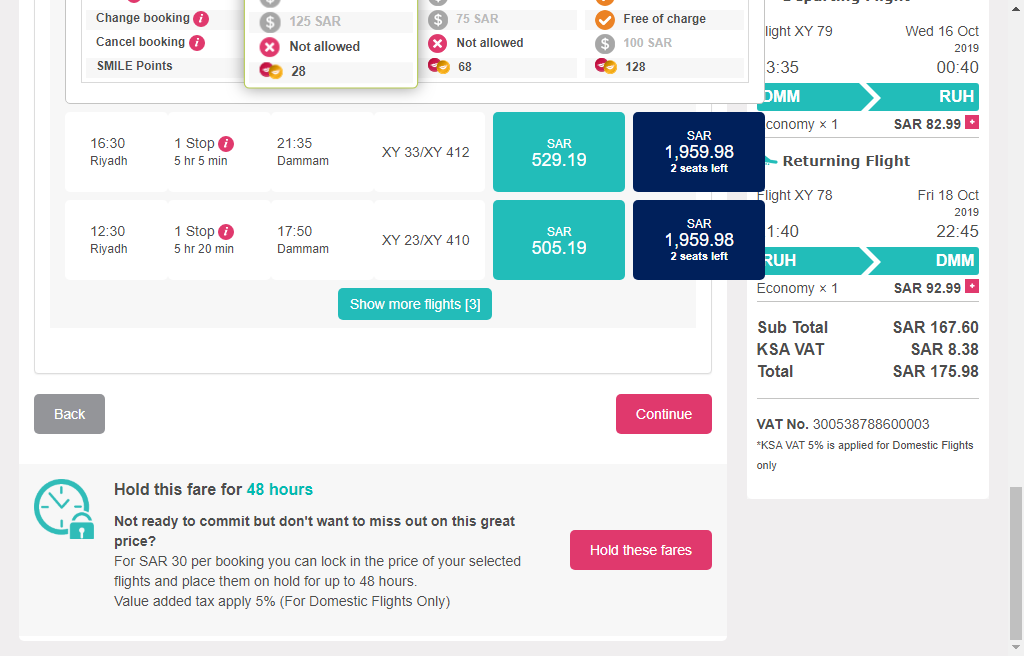 Change booking
125 SAR
75 SAR
Free of charge
Cancel booking
Not allowed
Not allowed
100 SAR
SMILE Points
28
68
128
16:30
Riyadh
1 Stop
5 hr 5 min
21:35
Dammam
XY 33/XY 412
SAR
529.19
SAR
1,959.98
2 seats left
12:30
Riyadh
1 Stop
5 hr 20 min
17:50
Dammam
XY 23/XY 410
SAR
505.19
SAR
1,959.98
2 seats left
Show more flights [3]
Back
Continue
Hold this fare for 48 hours
Not ready to commit but don't want to miss out on this great
price?
For SAR 30 per booking you can lock in the price of your selected
flights and place them on hold for up to 48 hours.
Value added tax apply 5% (For Domestic Flights Only)
Hold these fares
light XY 79
Wed 16 Oct
2019
3:35
00:40
DMM
RUH
conomy × 1
SAR 82.99
Returning Flight
Flight XY 78
Fri 18 Oct
2019
1:40
22:45
RUH
DMM
Economy × 1
SAR 92.99
Sub Total
SAR 167.60
KSA VAT
SAR 8.38
Total
SAR 175.98
VAT No. 300538788600003
*KSA VAT 5% is applied for Domestic Flights
only